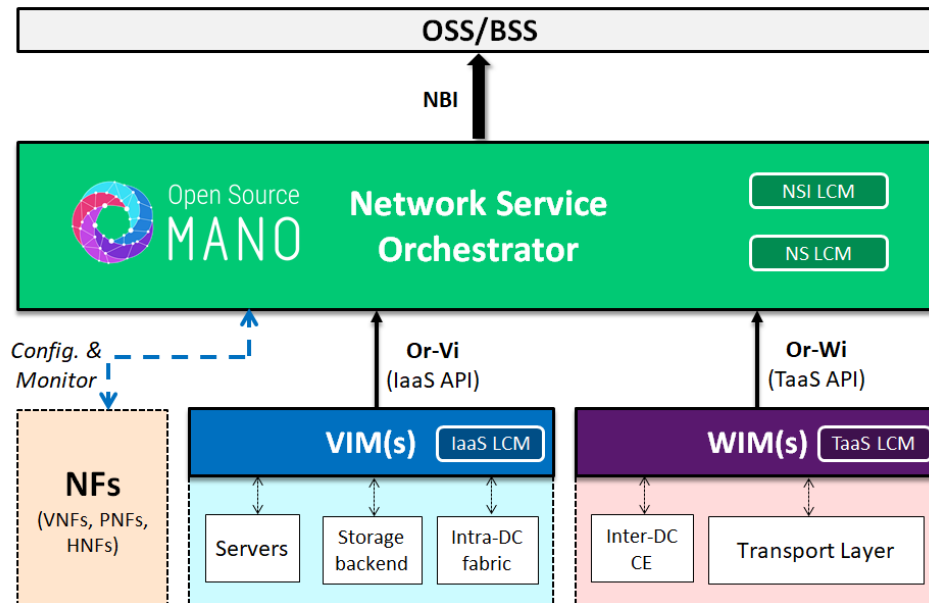 OSS/BSS
NBI
Open Source
MANO
Network Service
Orchestrator
NSI LCM
NS LCM
Config. &
Monitor
Or-Vi
(IaaS API)
Or-Wi
(TaaS API)
NFs
(VNFs, PNFs,
HNFs)
VIM(s)
IaaS LCM
WIM(s)
TaaS LCM
Servers
Storage
backend
Intra-DC
fabric
Inter-DC
CE
Transport Layer